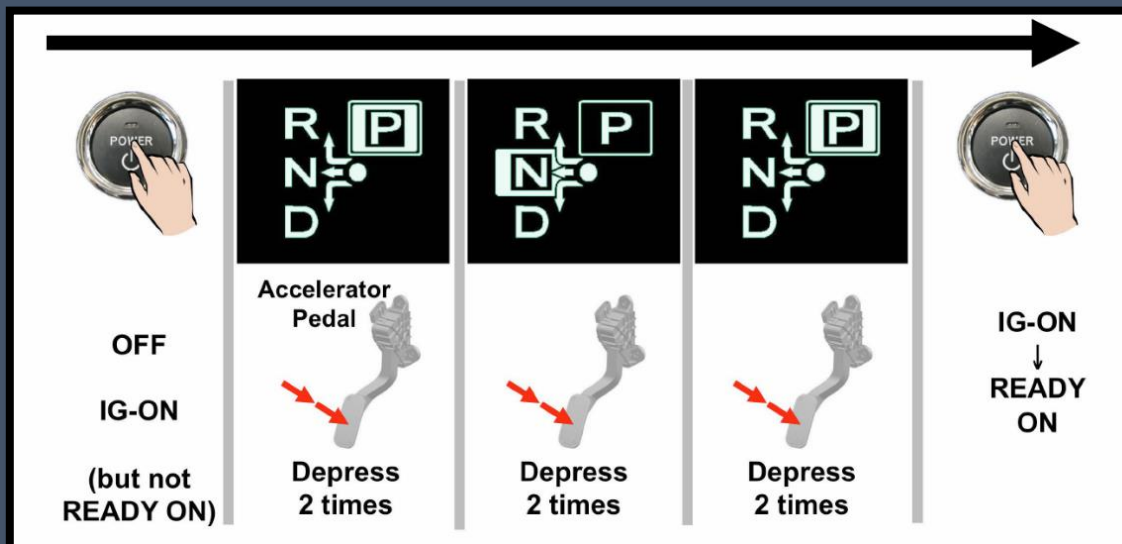 POWER
OFF
IG-ON
(but not
READY ON)
R P
N
D
Accelerator
Pedal
Depress
2 times
R P
N
D
Depress
2 times
R P
N
D
Depress
2 times
POWER
IG-ON
↓
READY
ON